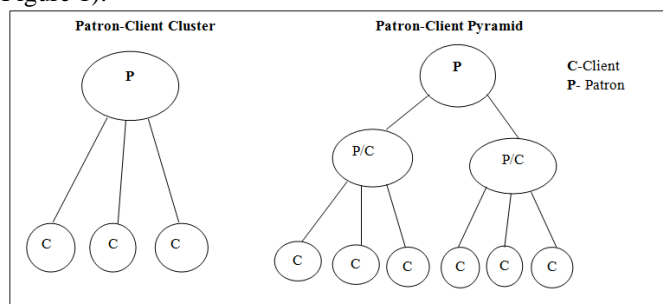 Figure 1).
Patron-Client Cluster
Patron-Client Pyramid
P
P
C-Client
P- Patron
P/C
P/C
C
C
C
C
C
C
C
C
C